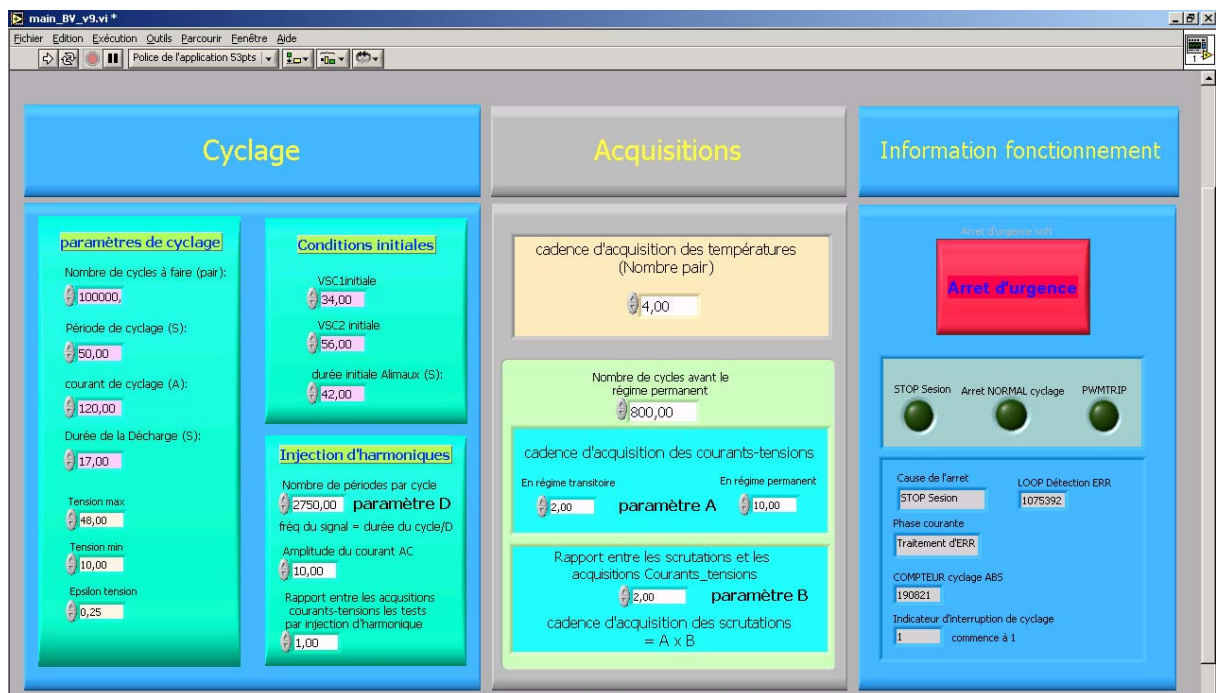 main_BV_v9.vi *
Fichier Edition Exécution Outils Parcourir Fenêtre Aide
Police de l'application 53pts
1
Cyclage
Acquisitions
Information fonctionnement
paramètres de cyclage
Nombre de cycles à faire (pair):
100000,
Période de cyclage (S):
50,00
courant de cyclage (A):
120,00
Durée de la Décharge (S):
17,00
Tension max
48,00
Tension min
10,00
Epsilon tension
0,25
Conditions initiales
VSC1initiale
34,00
VSC2 initiale
56,00
durée initiale Alimaux (S):
42,00
Injection d'harmoniques
Nombre de périodes par cycle
2750,00 paramètre D
fréq du signal = durée du cycle/D
Amplitude du courant AC
10,00
Rapport entre les acqusitions
courants-tensions les tests
par injection d'harmonique
1,00
cadence d'acquisition des températures
(Nombre pair)
4,00
Nombre de cycles avant le
régime permanent
800,00
cadence d'acquisition des courants-tensions
En régime transitoire En régime permanent
2,00 paramètre A 10,00
Rapport entre les scrutations et les
acquisitions Courants_tensions
2,00 paramètre B
cadence d'acquisition des scrutations
= A x B
Arret d'urgence soft
Arret d'urgence
STOP Sesion Arret NORMAL cyclage PWMTRIP
Cause de l'arret LOOP Détection ERR
STOP Sesion 1075392
Phase courante
Traitement d'ERR
COMPTEUR cyclage ABS
190821
Indicateur d'interruption de cyclage
1 commence à 1